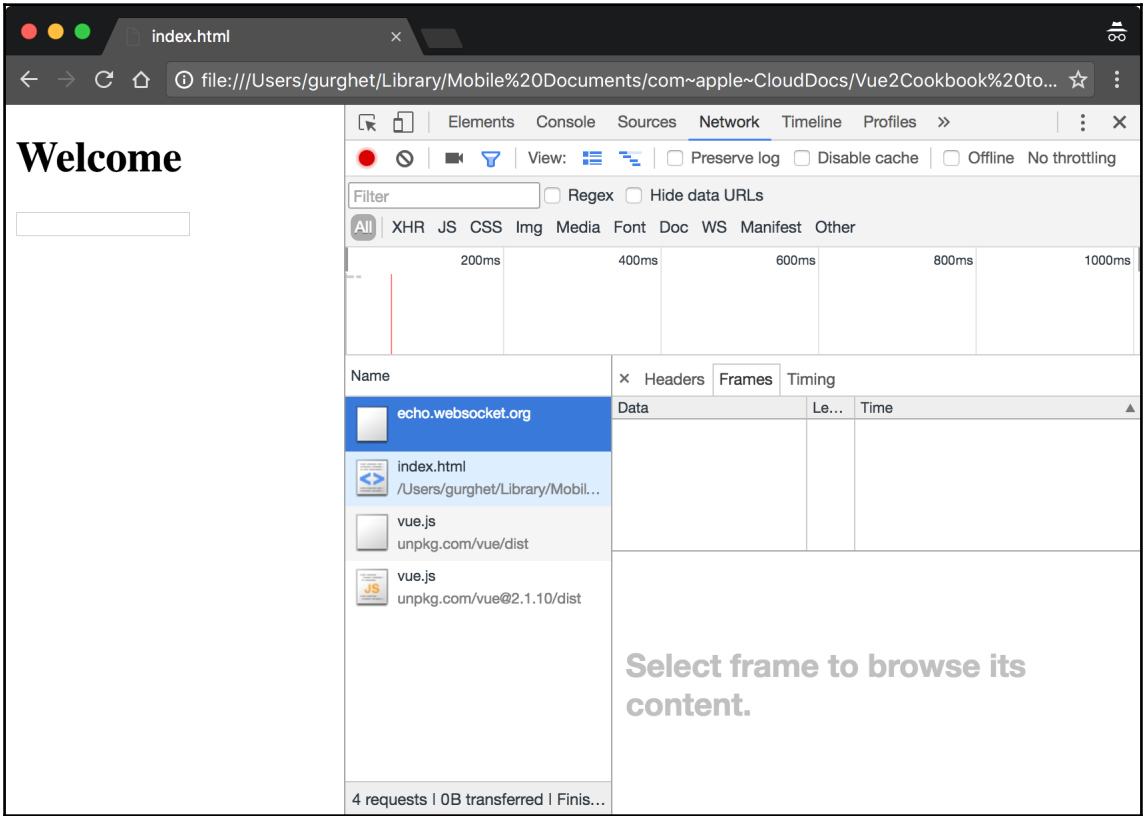 index.html
file:///Users/gurghet/Library/Mobile%20Documents/com~apple~CloudDocs/Vue2Cookbook%20to...
Welcome
Elements Console Sources Network Timeline Profiles »
View: Preserve log Disable cache Offline No throttling
Filter Regex Hide data URLs
All XHR JS CSS Img Media Font Doc WS Manifest Other
200ms 400ms 600ms 800ms 1000ms
Name
× Headers Frames Timing
Data Le... Time
echo.websocket.org
index.html
/Users/gurghet/Library/Mobil...
vue.js
unpkg.com/vue/dist
JS
vue.js
unpkg.com/vue@2.1.10/dist
Select frame to browse its
content.
4 requests | 0B transferred | Finis...